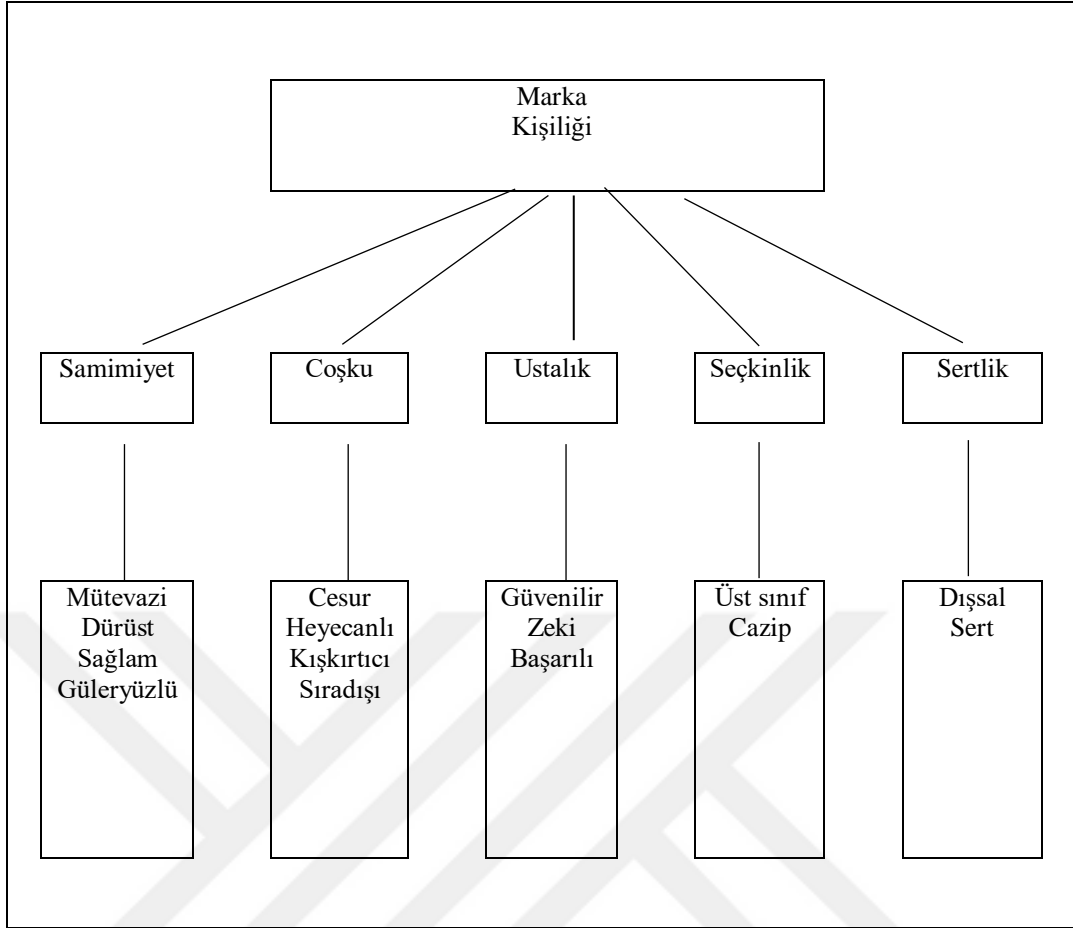 Marka
Kişiliği
Samimiyet
Coşku
Ustalık
Seçkinlik
Sertlik
Mütevazi
Dürüst
Sağlam
Güleryüzlü
Cesur
Heyecanlı
Kışkırtıcı
Sıradışı
Güvenilir
Zeki
Başarılı
Üst sınıf
Cazip
Dışsal
Sert